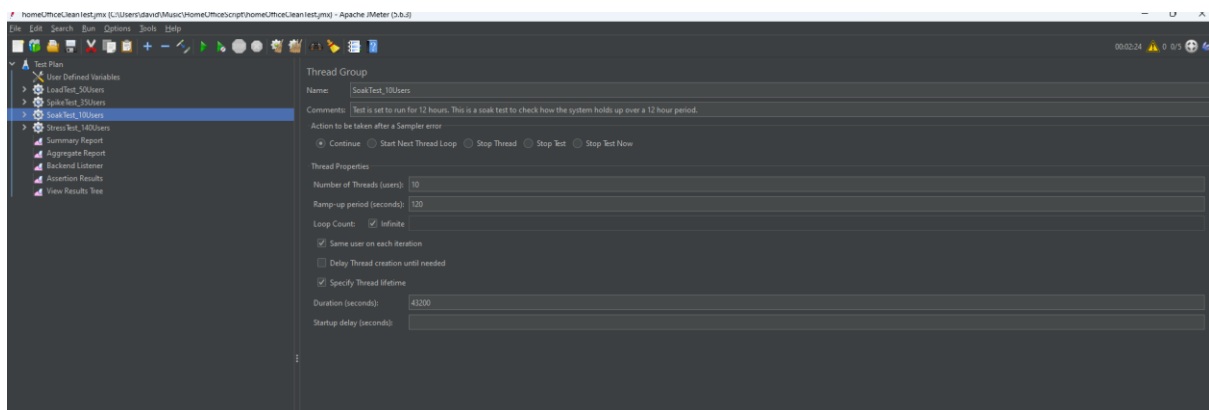 homeOfficeCleanTest.jmx (C:\Users\david\Music\HomeOfficeScript\homeOfficeCleanTest.jmx) - Apache JMeter (5.6.3)
File Edit Search Run Options Tools Help
00:02:24 0 0/5
Test Plan
User Defined Variables
LoadTest_50Users
SpikeTest_35Users
SoakTest_10Users
StressTest_140Users
Summary Report
Aggregate Report
Backend Listener
Assertion Results
View Results Tree
Thread Group
Name: SoakTest_10Users
Comments: Test is set to run for 12 hours. This is a soak test to check how the system holds up over a 12 hour period.
Action to be taken after a Sampler error
Continue Start Next Thread Loop Stop Thread Stop Test Stop Test Now
Thread Properties
Number of Threads (users): 10
Ramp-up period (seconds): 120
Loop Count: Infinite
Same user on each iteration
Delay Thread creation until needed
Specify Thread lifetime
Duration (seconds): 43200
Startup delay (seconds):